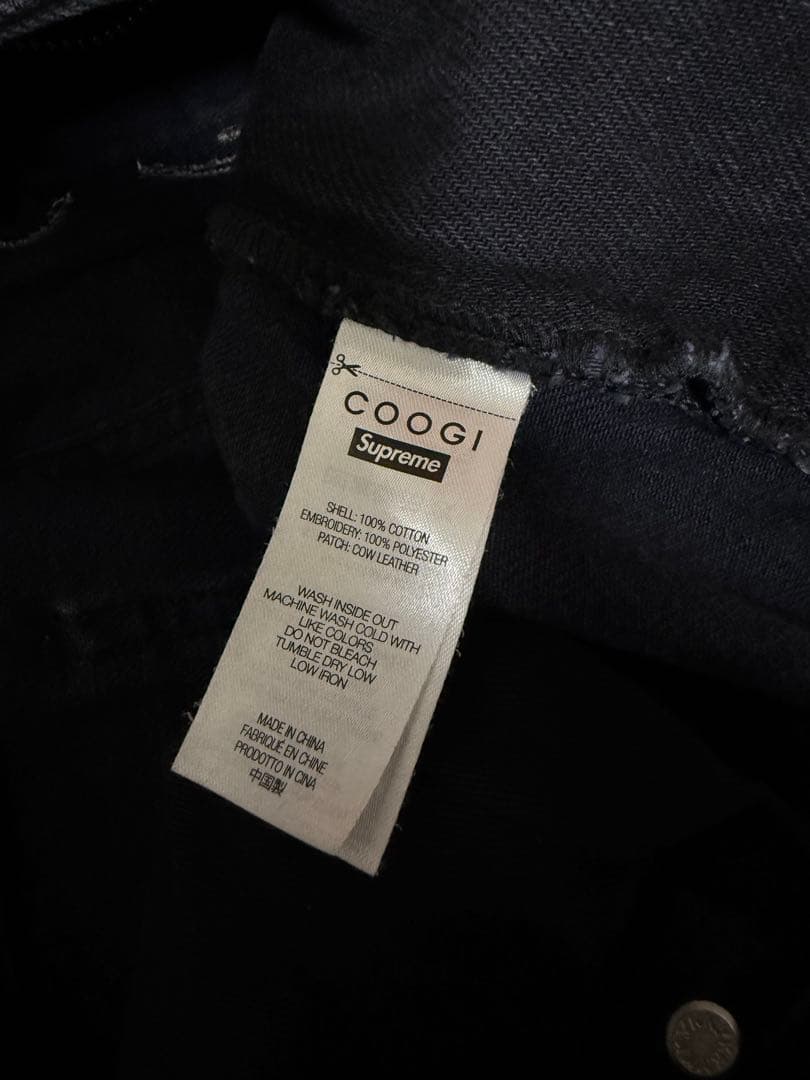 COOGI
Supreme
SHELL: 100% COTTON
EMBROIDERY: 100% POLYESTER
PATCH: COW LEATHER
WASH INSIDE OUT
MACHINE WASH COLD WITH
LIKE COLORS
DO NOT BLEACH
TUMBLE DRY LOW
LOW IRON
MADE IN CHINA
FABRIQUÉ EN CHINE
PRODOTTO IN CINA
中国製